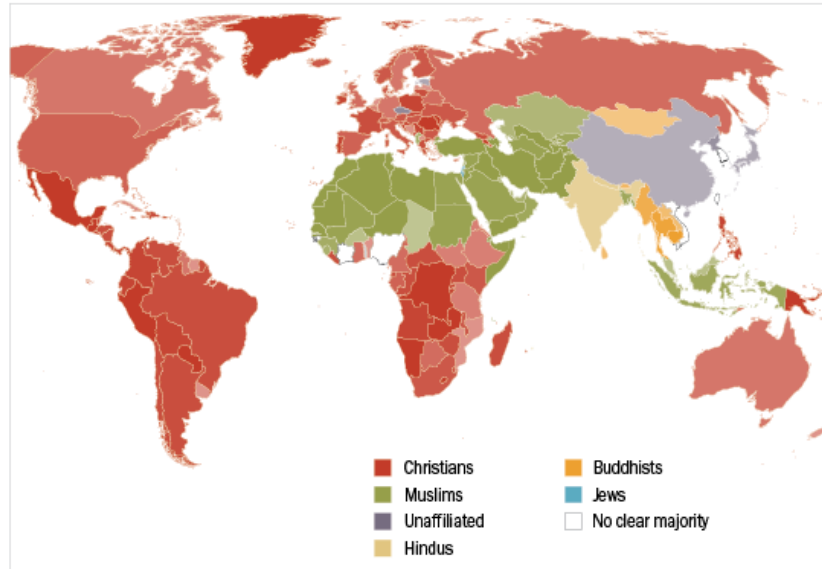 Christians
Muslims
Unaffiliated
Hindus
Buddhists
Jews
No clear majority